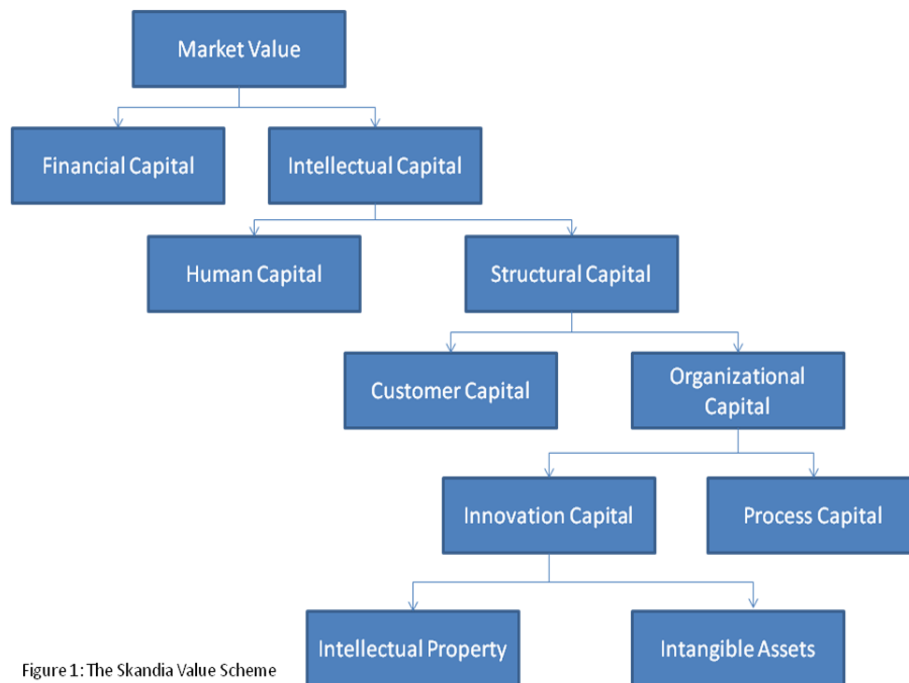 Market Value
Financial Capital
Intellectual Capital
Human Capital
Structural Capital
Customer Capital
Organizational
Capital
Innovation Capital
Process Capital
Intellectual Property
Intangible Assets
Figure 1: The Skandia Value Scheme